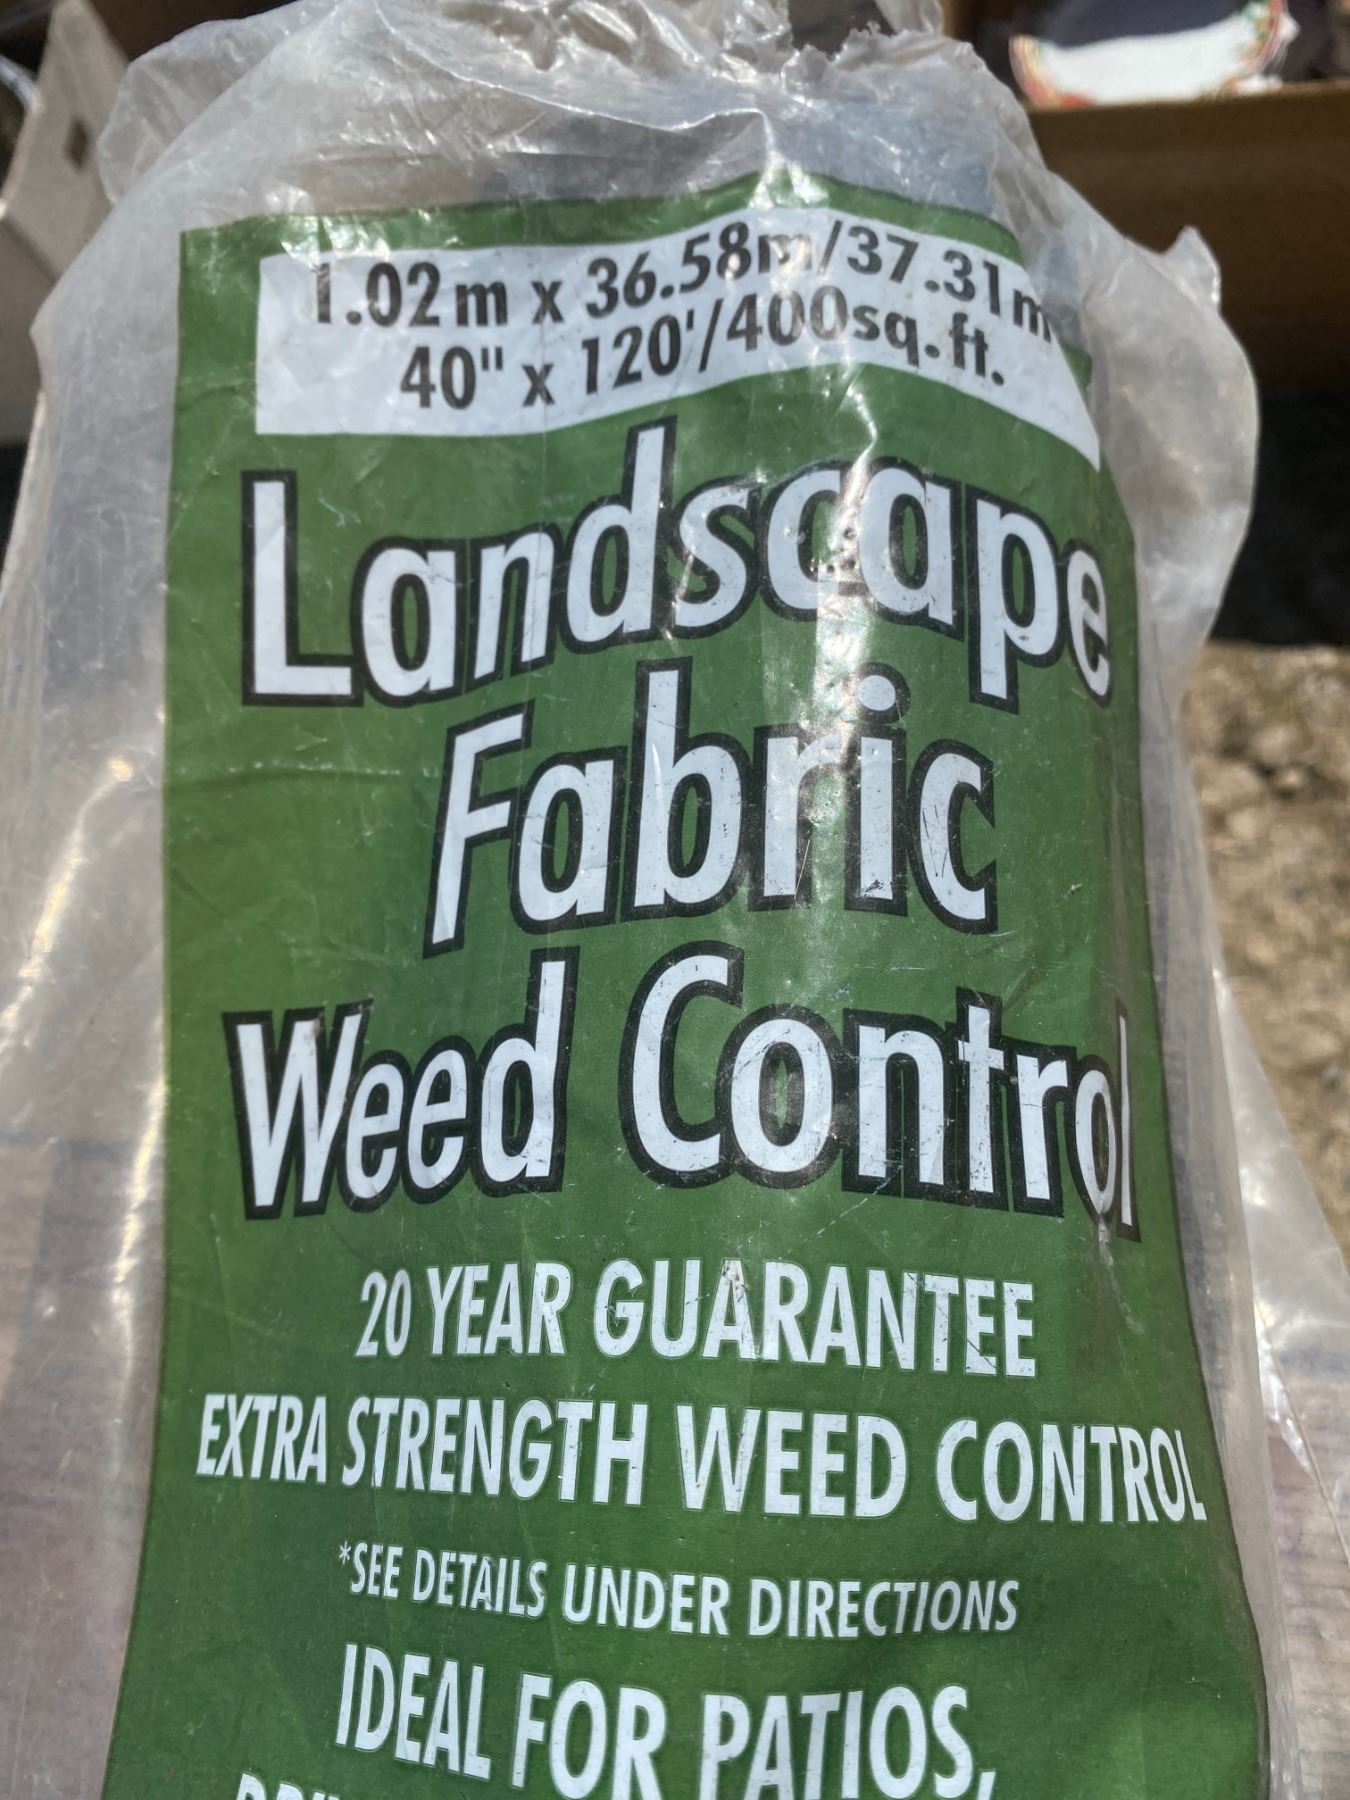 1.02m x 36.58m/37.31m
40" x 120'/400sq.ft.
Landscape
Fabric
Weed Control
20 YEAR GUARANTEE
EXTRA STRENGTH WEED CONTROL
*SEE DETAILS UNDER DIRECTIONS
IDEAL FOR PATIOS,